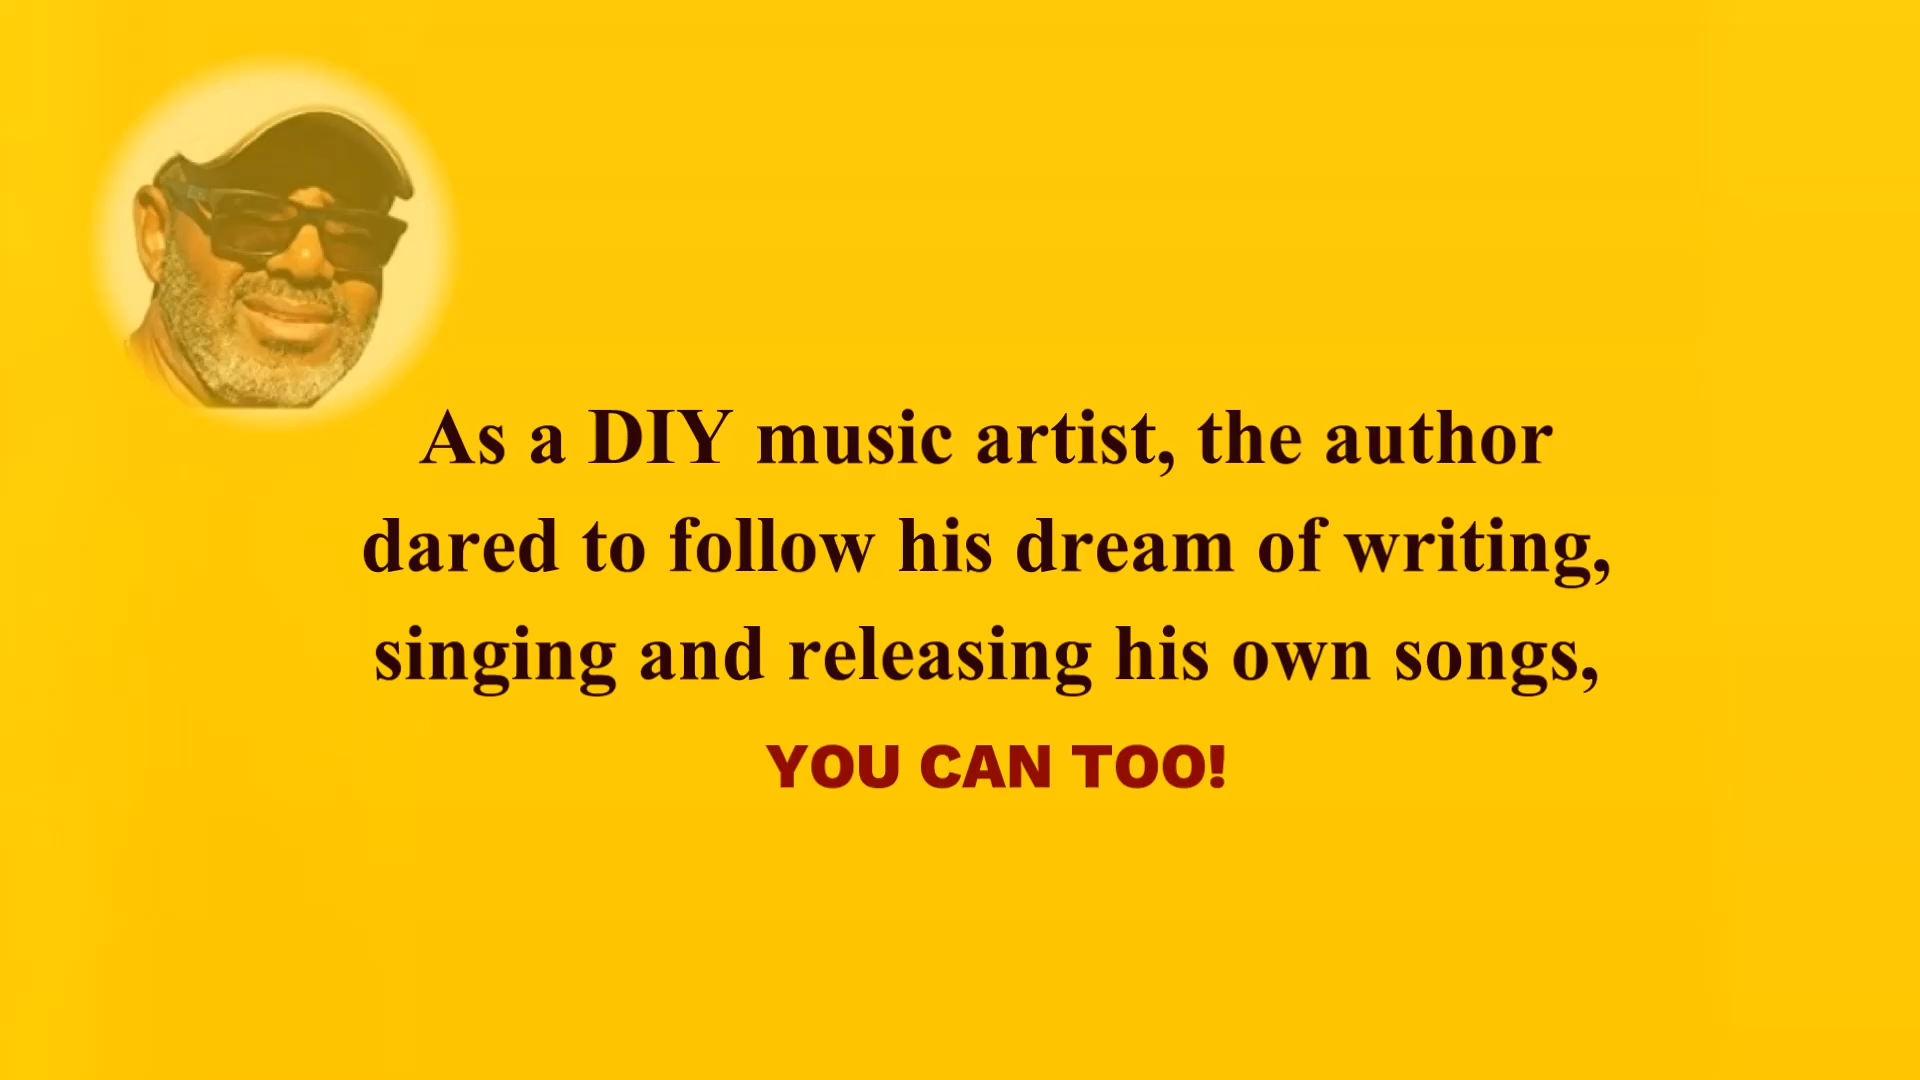 As a DIY music artist, the author
dared to follow his dream of writing,
singing and releasing his own songs,
YOU CAN TOO!